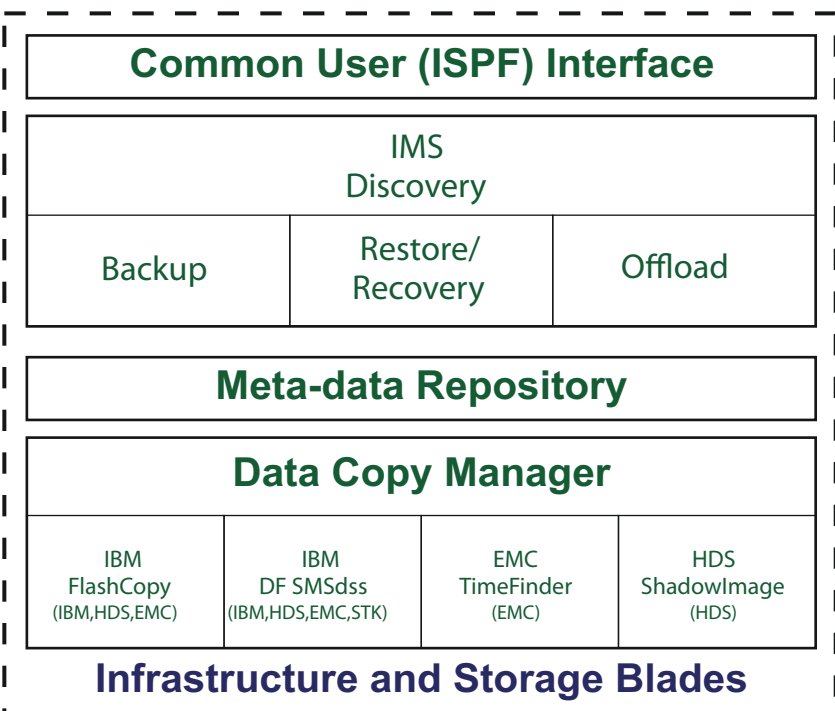 Common User (ISPF) Interface
IMS
Discovery
Backup
Restore/
Recovery
Offload
Meta-data Repository
Data Copy Manager
IBM
FlashCopy
(IBM,HDS,EMC)
IBM
DF SMSdss
(IBM,HDS,EMC,STK)
EMC
TimeFinder
(EMC)
HDS
ShadowImage
(HDS)
Infrastructure and Storage Blades